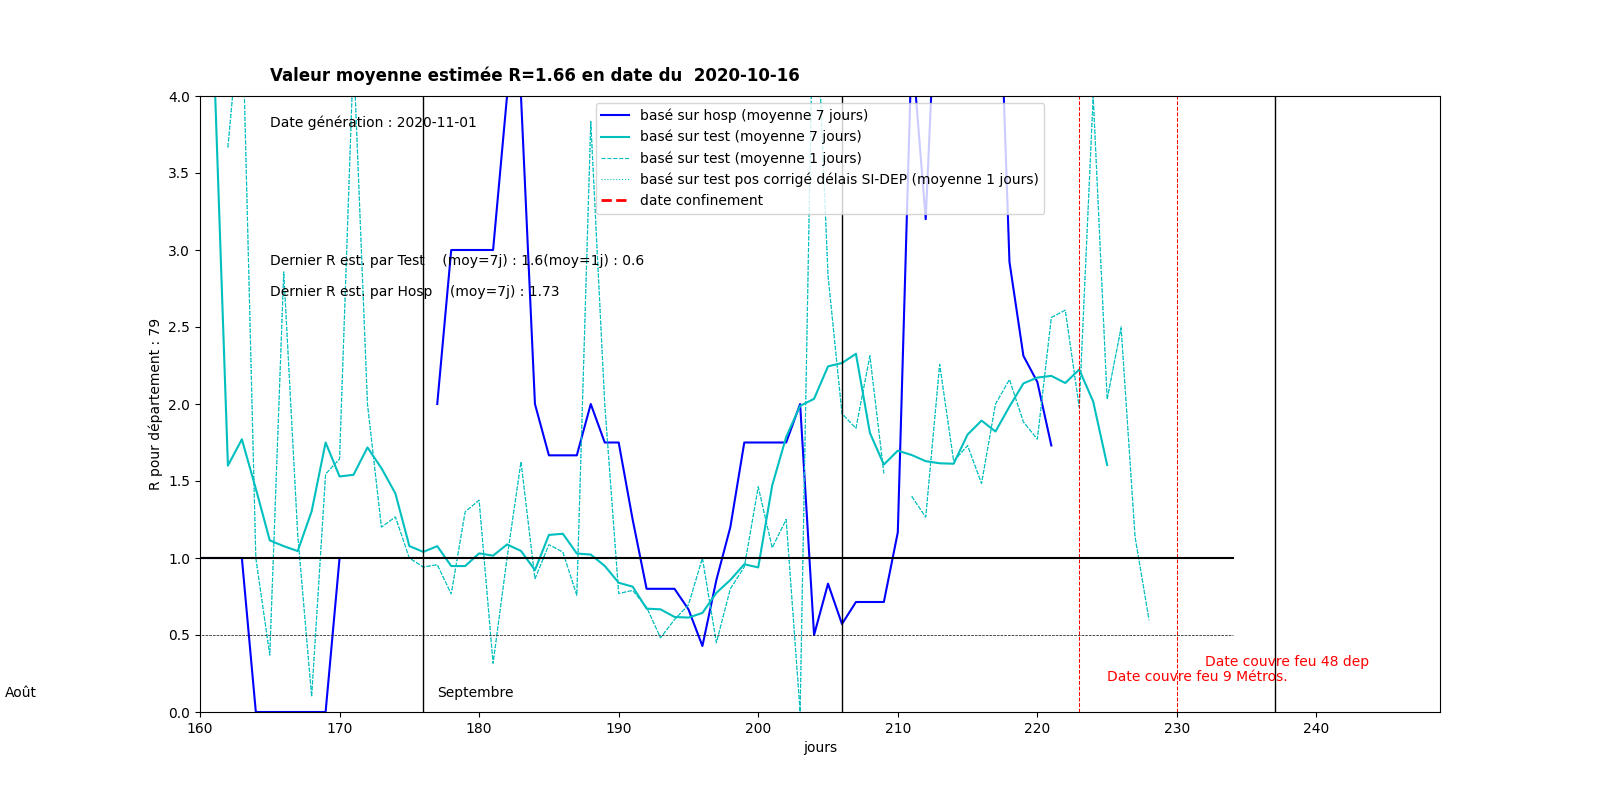 Valeur moyenne estimée R=1.66 en date du  2020-10-16
4.0
3.5
3.0
2.5
2.0
1.5
1.0
0.5
0.0
R pour département : 79
Date génération : 2020-11-01
basé sur hosp (moyenne 7 jours)
basé sur test (moyenne 7 jours)
basé sur test (moyenne 1 jours)
basé sur test pos corrigé délais SI-DEP (moyenne 1 jours)
date confinement
Dernier R est. par Test    (moy=7j) : 1.6(moy=1j) : 0.6
Dernier R est. par Hosp    (moy=7j) : 1.73
Date couvre feu 48 dep
Date couvre feu 9 Métros.
Août
Septembre
160 170 180 190 200 210 220 230 240
jours